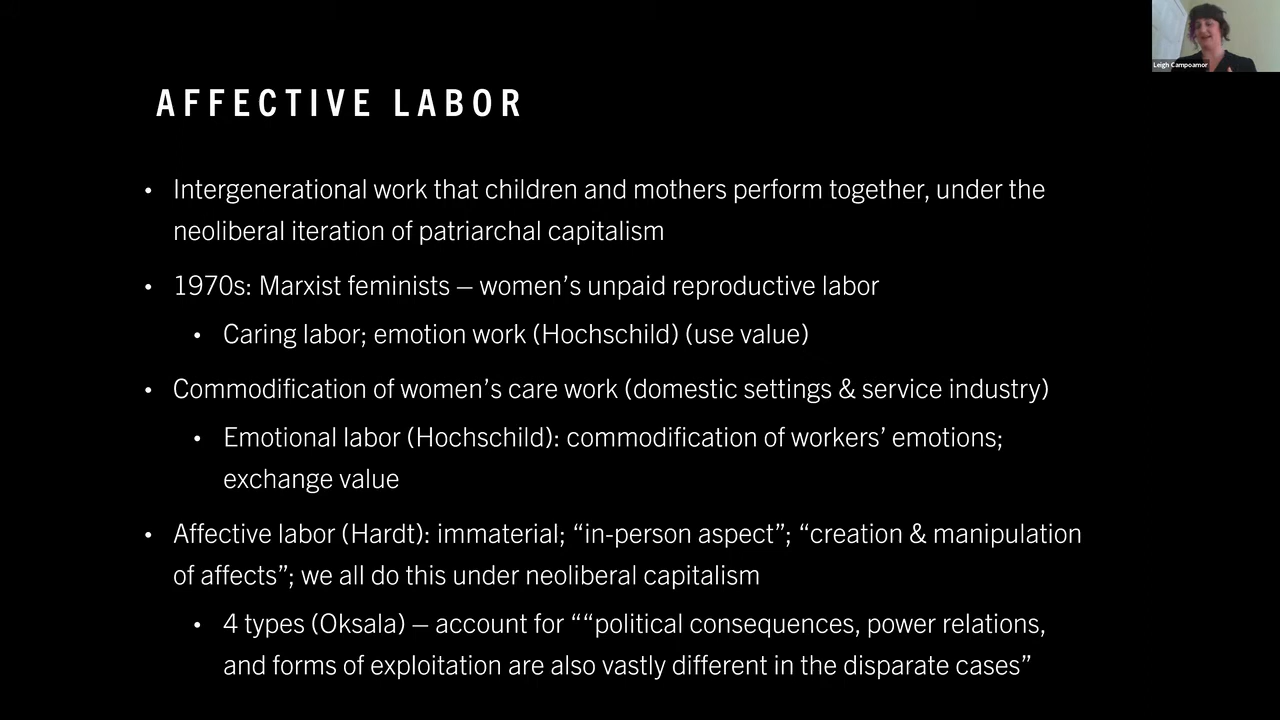 Leigh Campoamor
AFFECTIVE LABOR
• Intergenerational work that children and mothers perform together, under the
neoliberal iteration of patriarchal capitalism
• 1970s: Marxist feminists – women’s unpaid reproductive labor
• Caring labor; emotion work (Hochschild) (use value)
• Commodification of women’s care work (domestic settings & service industry)
• Emotional labor (Hochschild): commodification of workers’ emotions;
exchange value
• Affective labor (Hardt): immaterial; “in-person aspect”; “creation & manipulation
of affects”; we all do this under neoliberal capitalism
• 4 types (Oksala) – account for ““political consequences, power relations,
and forms of exploitation are also vastly different in the disparate cases”